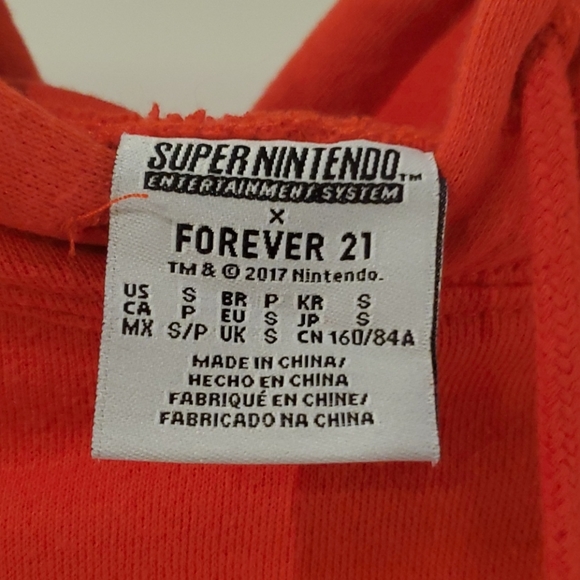 SUPER NINTENDO™
ENTERTAINMENT SYSTEM
X
FOREVER 21
TM & © 2017 Nintendo.
US S BR P KR S
CA P EU S JP S
MX S/P UK S CN 160/84A
MADE IN CHINA/
HECHO EN CHINA
FABRIQUÉ EN CHINE/
FABRICADO NA CHINA